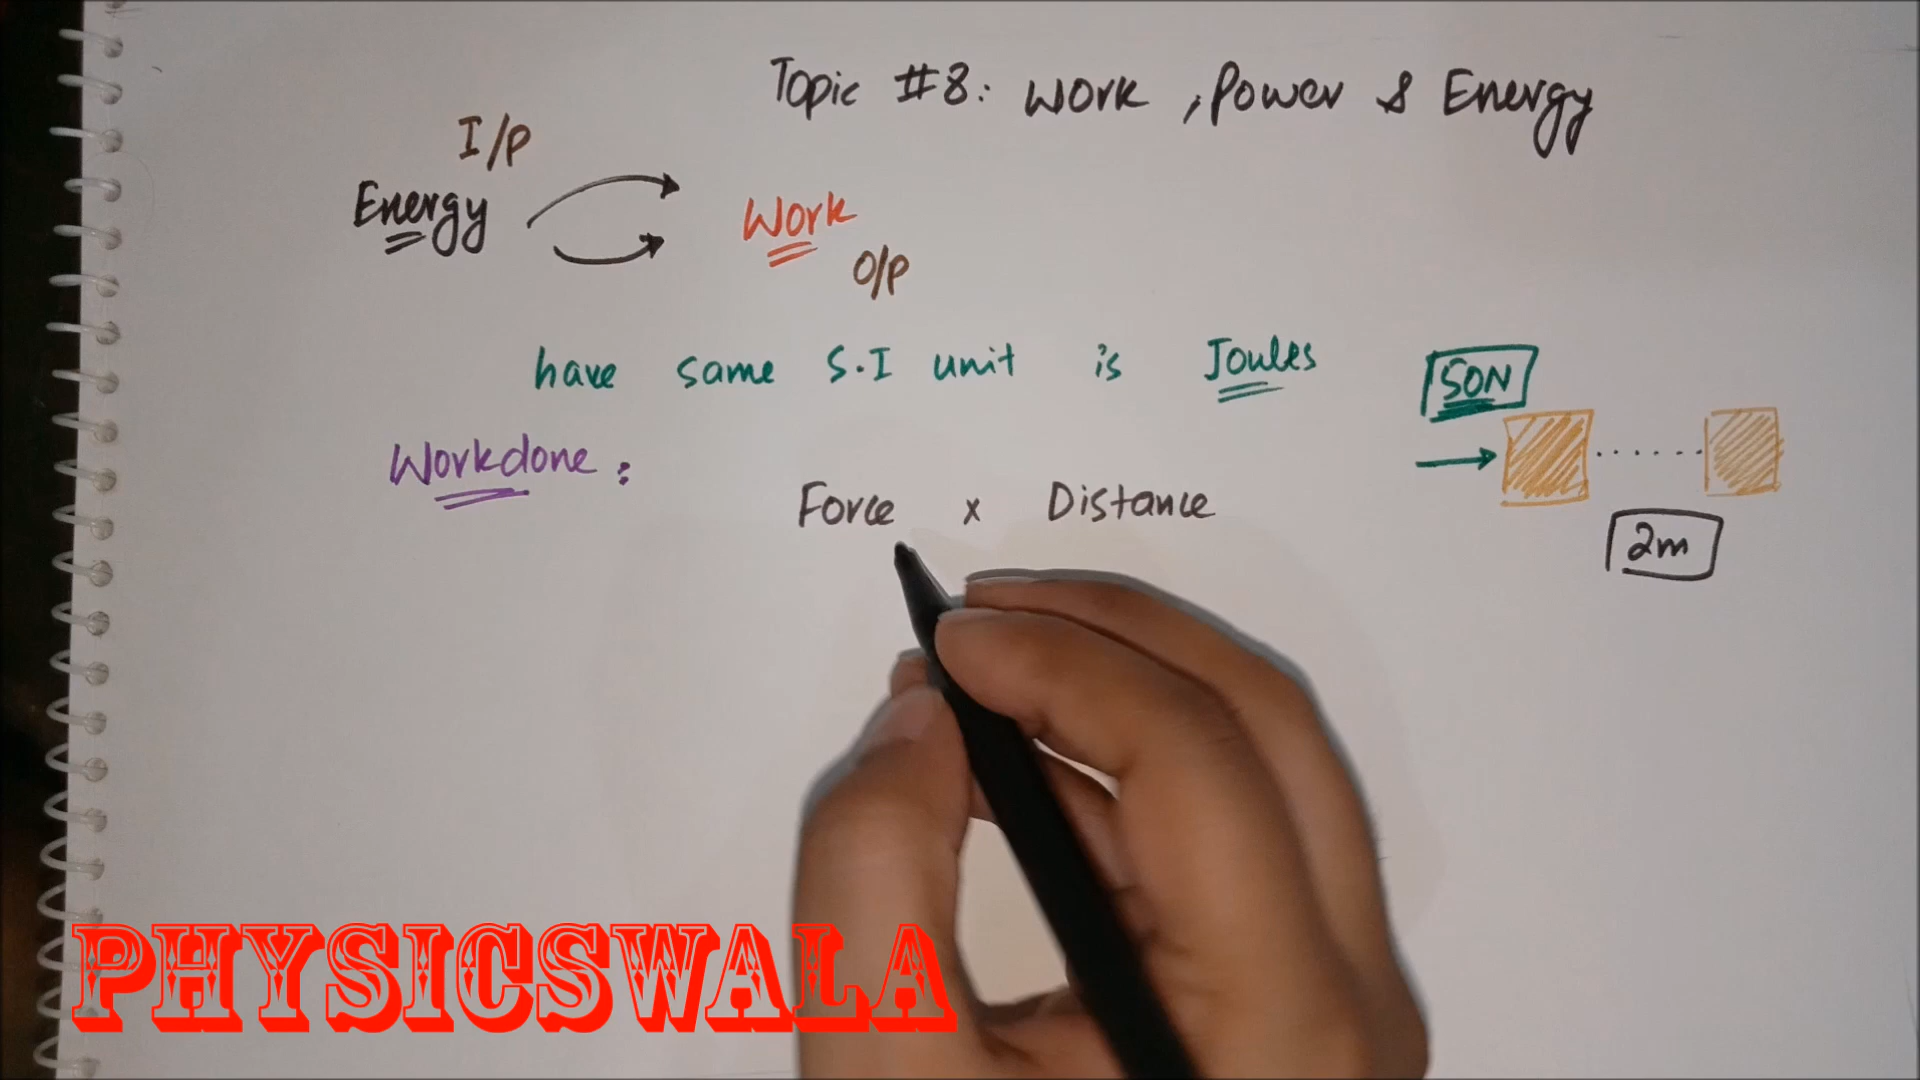 Topic #8: Work, Power & Energy
I/P
Energy
Work
O/P
have same S.I unit is Joules
50N
Workdone:
Force x Distance
2m
PHYSICSWALA